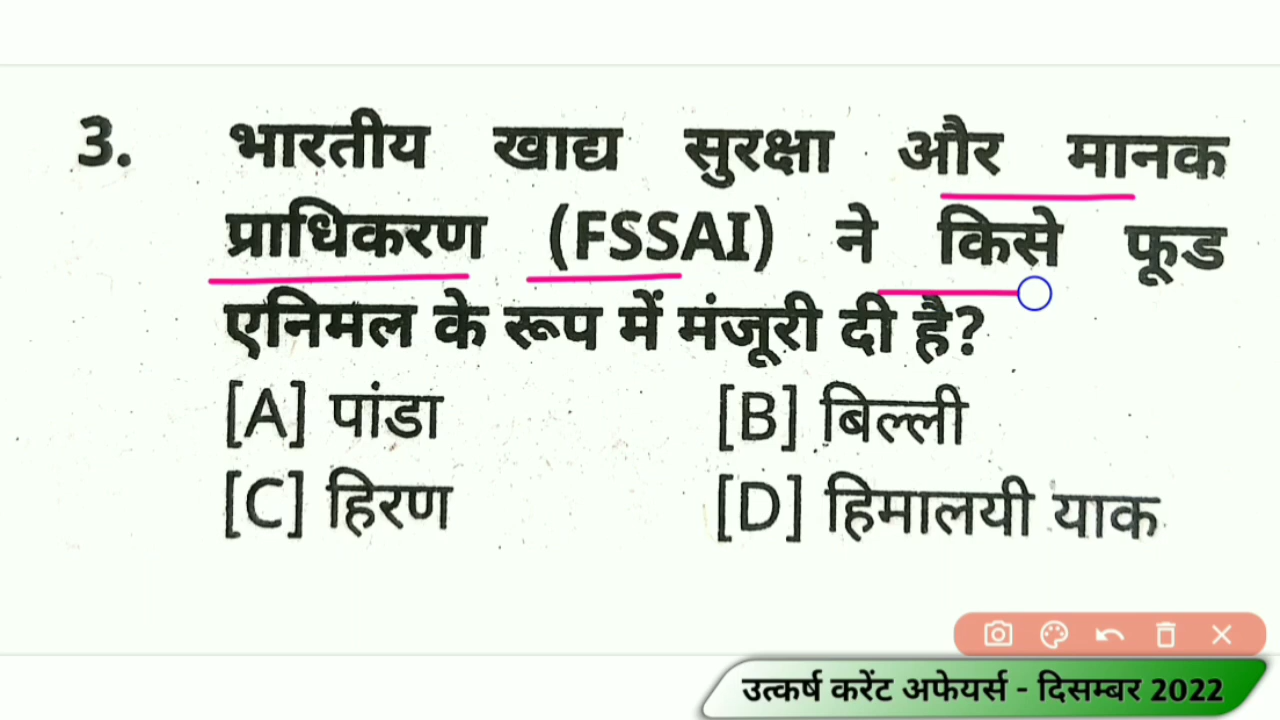 3. भारतीय खाद्य सुरक्षा और मानक
प्राधिकरण (FSSAI) ने किसे फूड
एनिमल के रूप में मंजूरी दी है?
[A] पांडा [B] बिल्ली
[C] हिरण [D] हिमालयी याक
उत्कर्ष करेंट अफेयर्स - दिसम्बर 2022